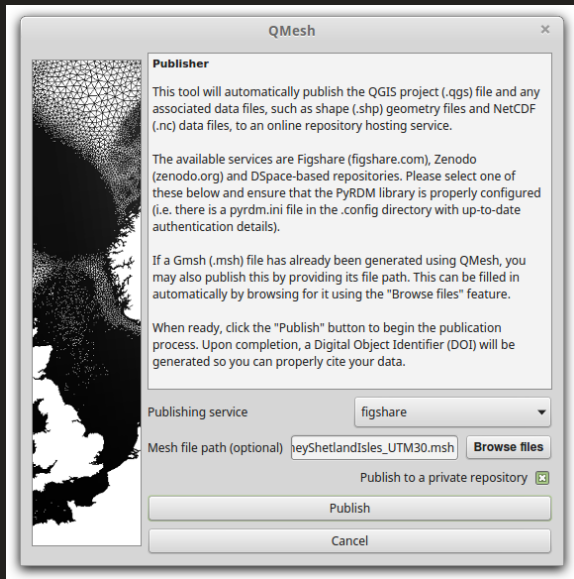 QMesh
Publisher
This tool will automatically publish the QGIS project (.qgs) file and any
associated data files, such as shape (.shp) geometry files and NetCDF
(.nc) data files, to an online repository hosting service.
The available services are Figshare (figshare.com), Zenodo
(zenodo.org) and DSpace-based repositories. Please select one of
these below and ensure that the PyRDM library is properly configured
(i.e. there is a pyrdm.ini file in the .config directory with up-to-date
authentication details).
If a Gmsh (.msh) file has already been generated using QMesh, you
may also publish this by providing its file path. This can be filled in
automatically by browsing for it using the "Browse files" feature.
When ready, click the "Publish" button to begin the publication
process. Upon completion, a Digital Object Identifier (DOI) will be
generated so you can properly cite your data.
Publishing service figshare
Mesh file path (optional) neyShetlandIsles_UTM30.msh Browse files
Publish to a private repository
Publish
Cancel